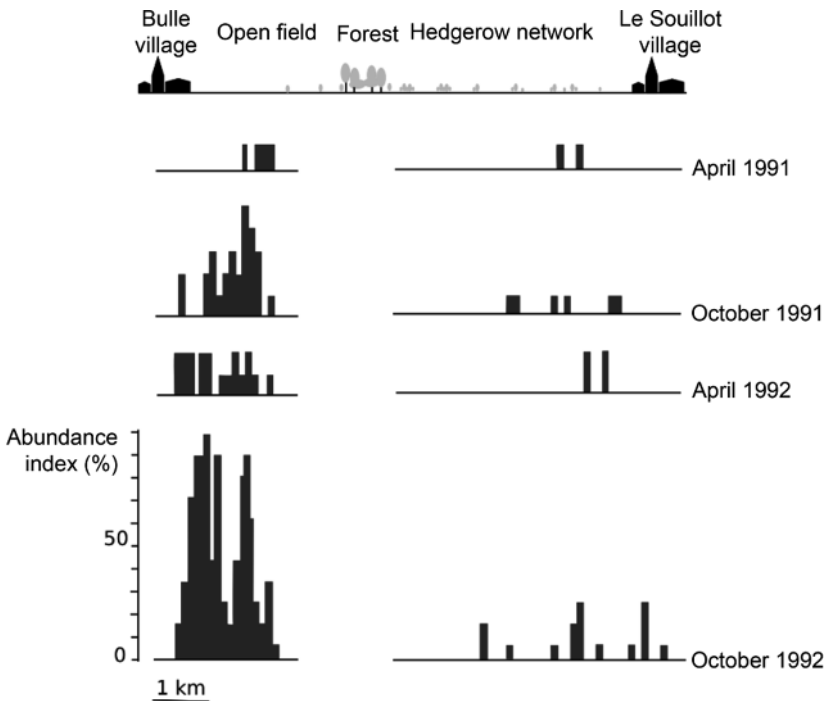 Bulle
village
Open field
Forest
Hedgerow network
Le Souillot
village
April 1991
October 1991
April 1992
Abundance
index (%)
50
0
October 1992
1 km